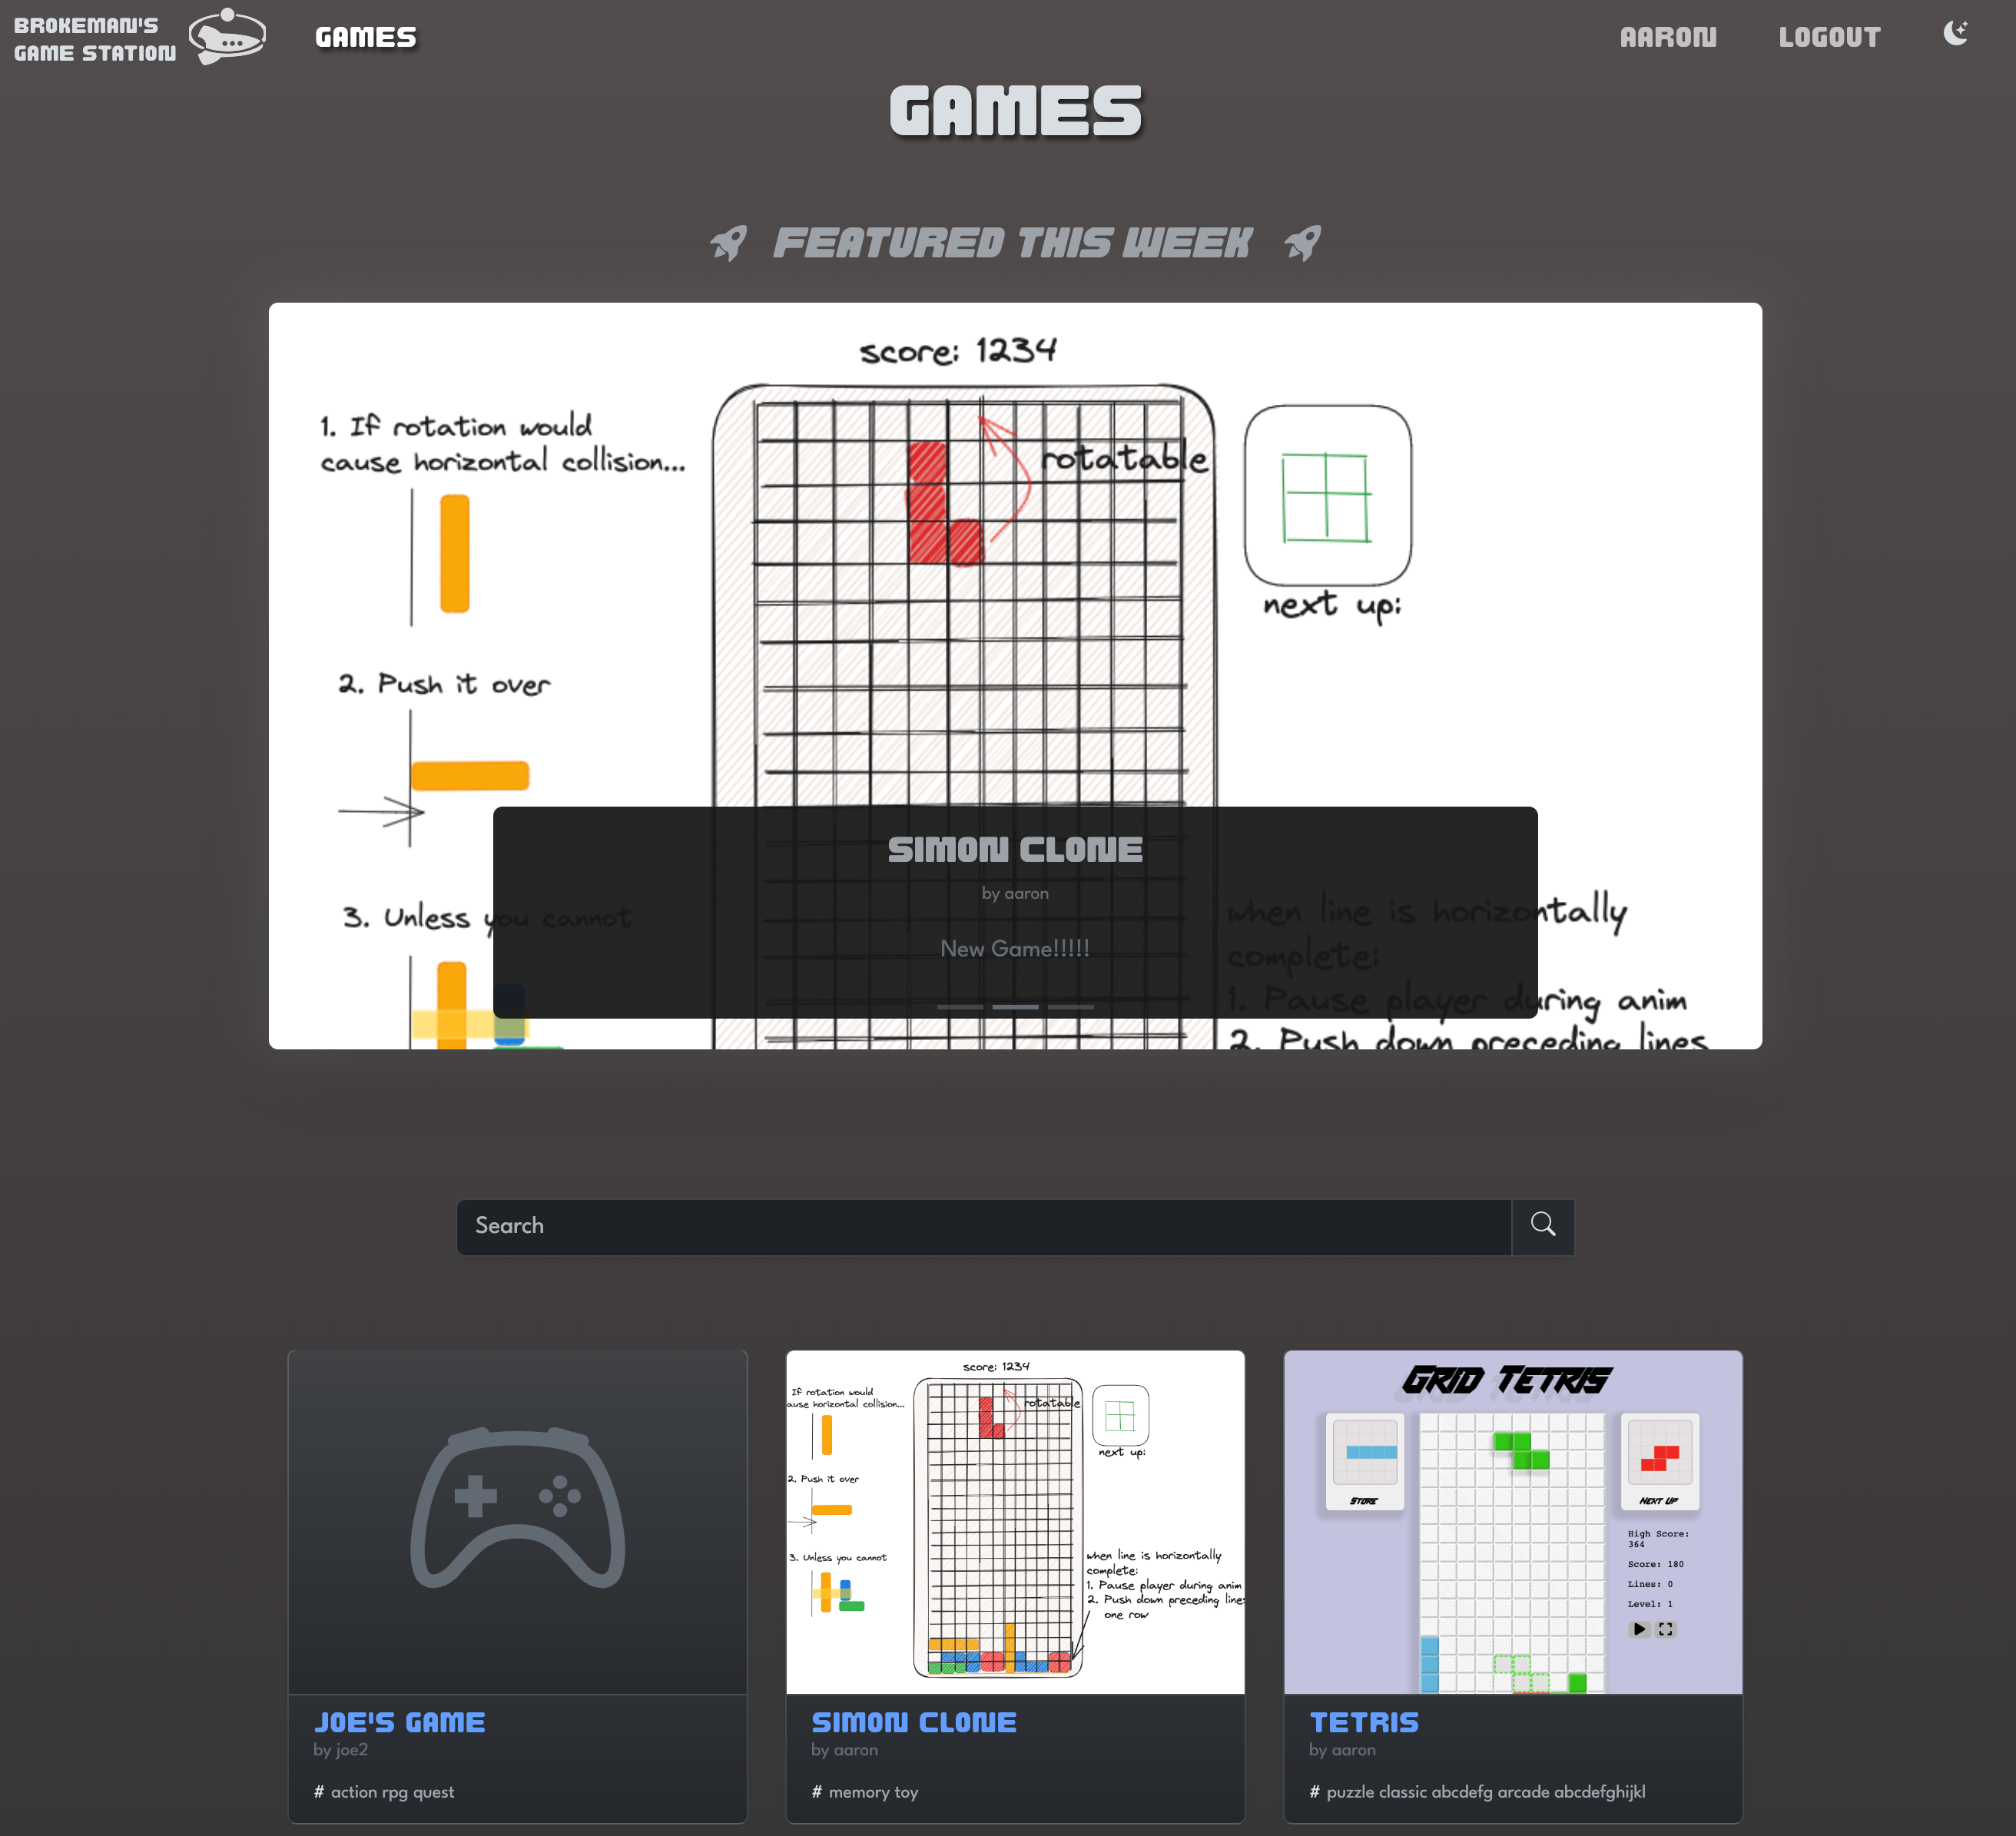 BROKEMAN'S
GAME STATION
GAMES
AARON
LOGOUT
GAMES
FEATURED THIS WEEK
score: 1234
1. If rotation would
cause horizontal collision...
rotatable
next up:
2. Push it over
3. Unless you cannot
SIMON CLONE
by aaron
New Game!!!!!
when line is horizontally
complete:
1. Pause player during anim
2. Push down preceding lines
Search
score: 1234
If rotation would
ause horizontal collision...
rotatable
next up:
2. Push it over
3. Unless you cannot
when line is horizontally
complete:
1. Pause player during anim
2. Push down preceding line
one row
GRID TETRIS
STORE
NEXT UP
High Score:
364
Score: 180
Lines: 0
Level: 1
JOE'S GAME
by joe2
# action rpg quest
SIMON CLONE
by aaron
# memory toy
TETRIS
by aaron
# puzzle classic abcdefg arcade abcdefghijkl